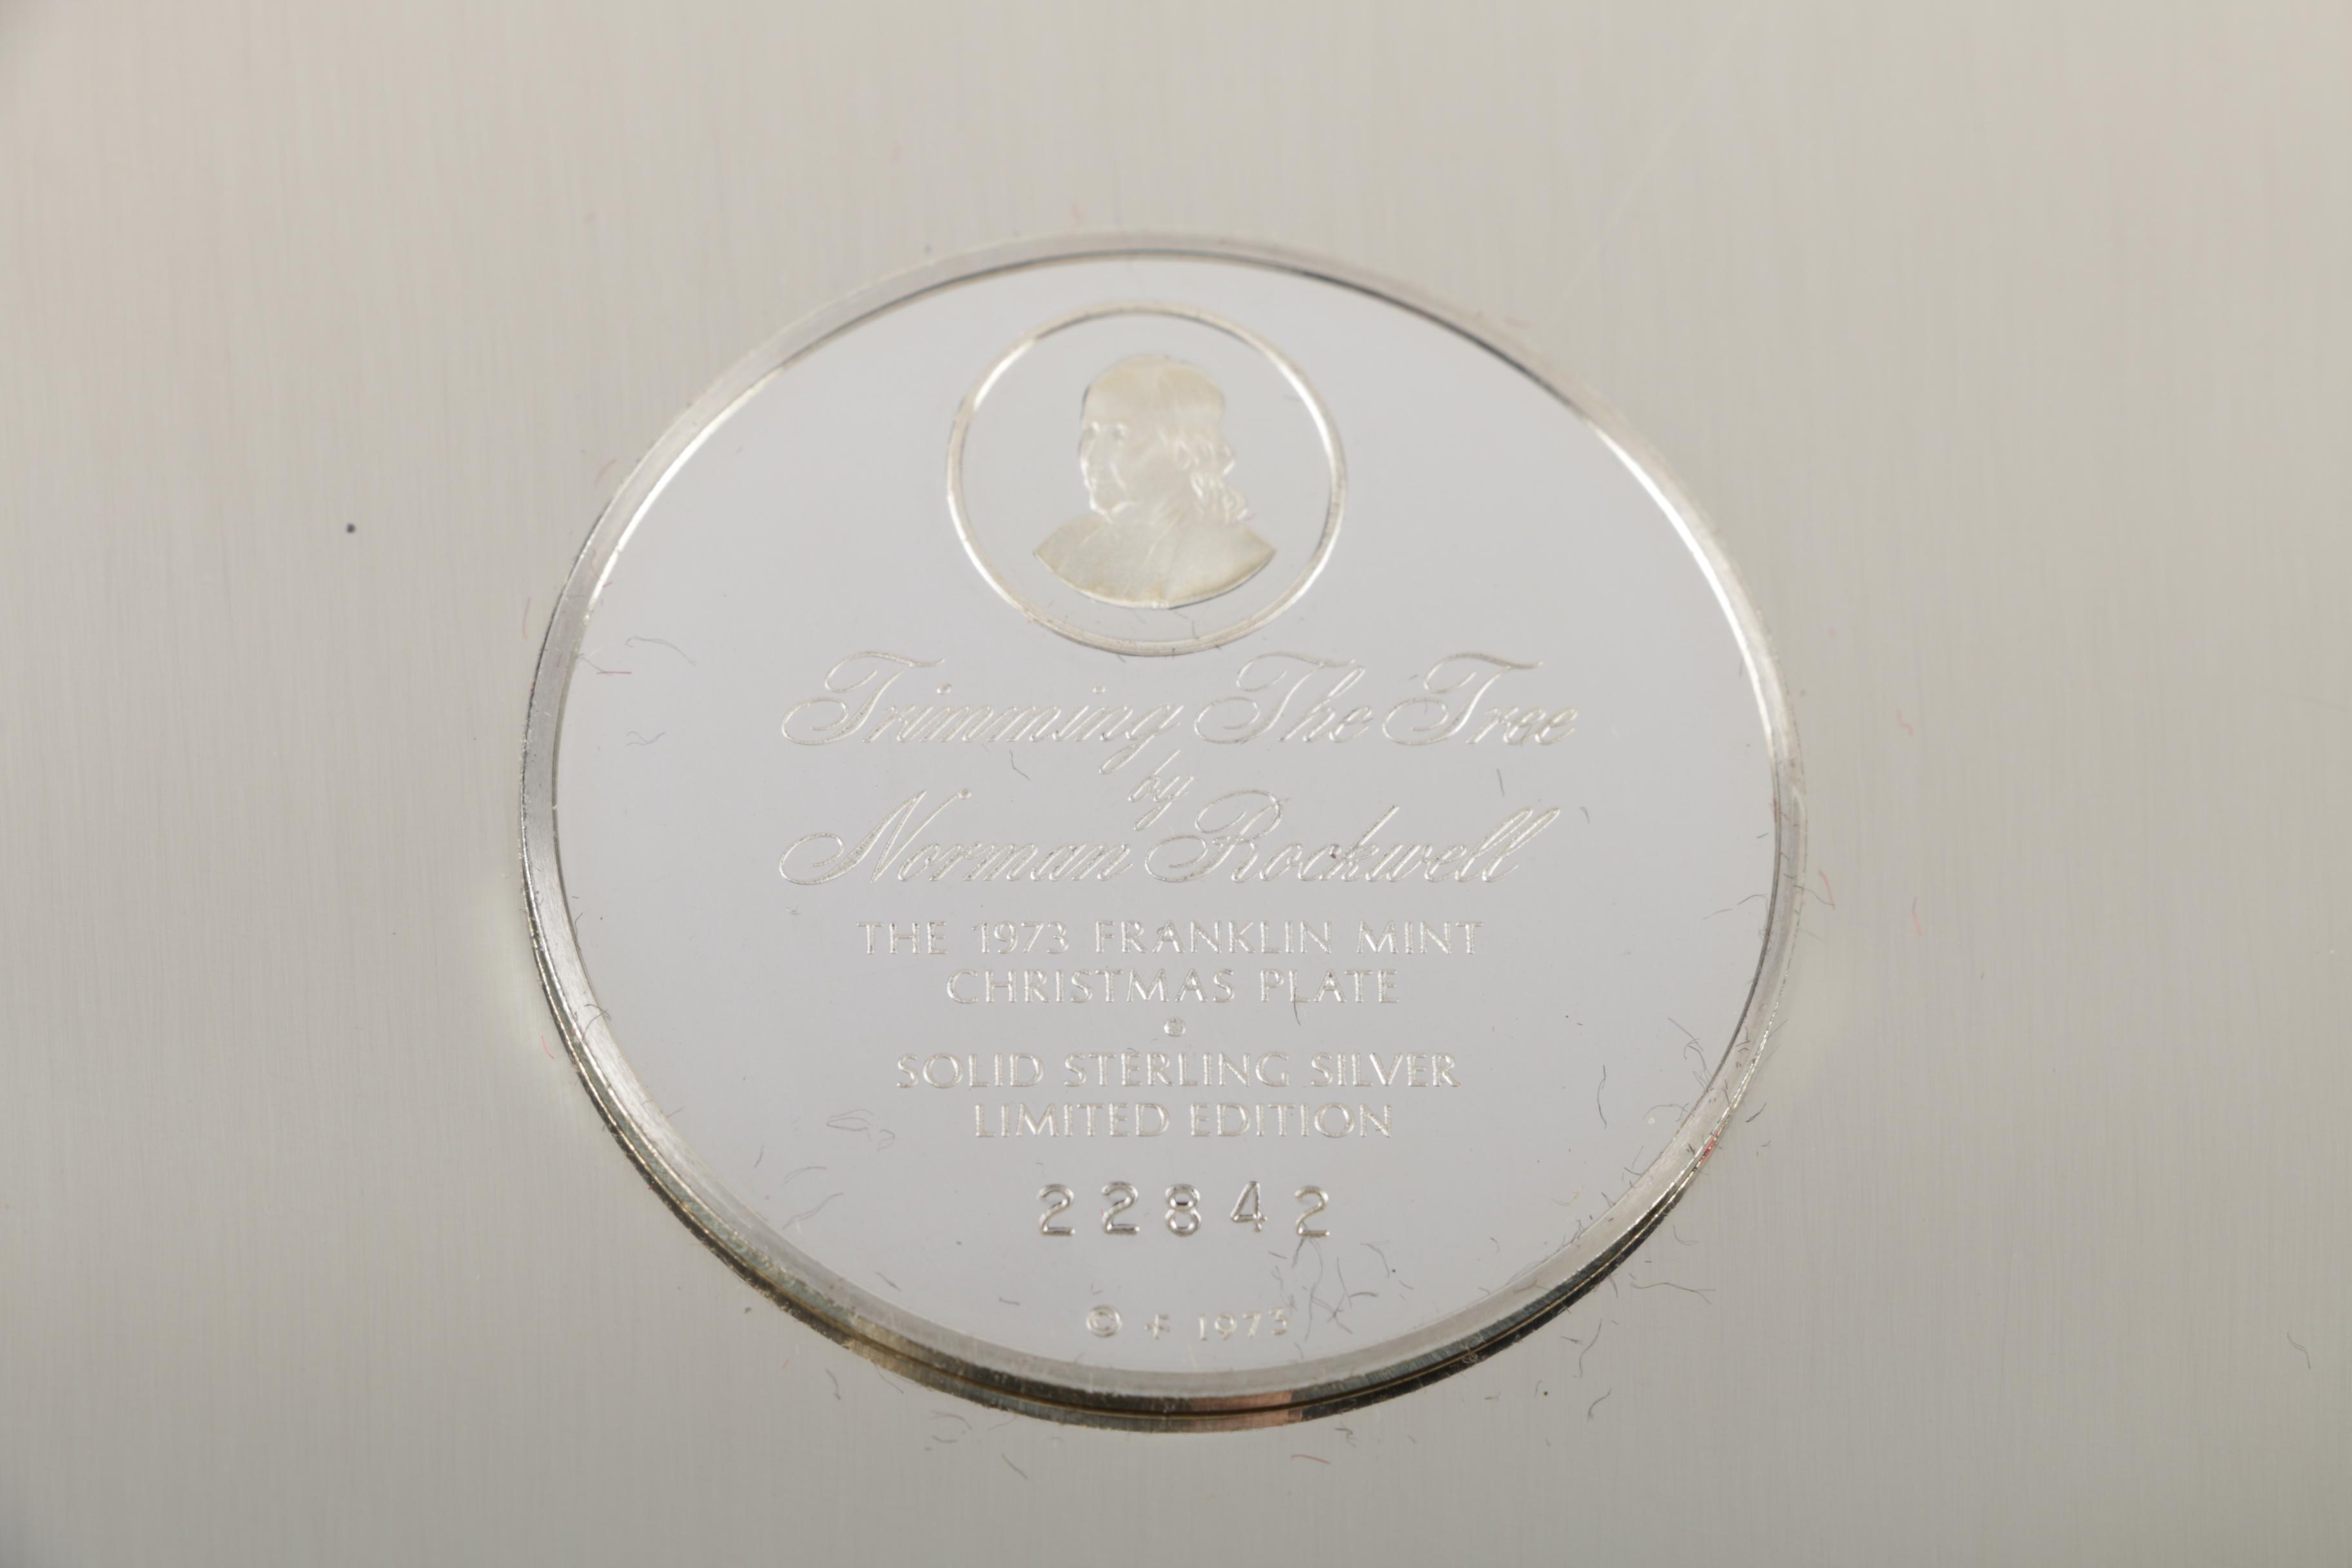 Trimming The Tree
by
Norman Rockwell
THE 1973 FRANKLIN MINT
CHRISTMAS PLATE
SOLID STERLING SILVER
LIMITED EDITION
22842
© 1973